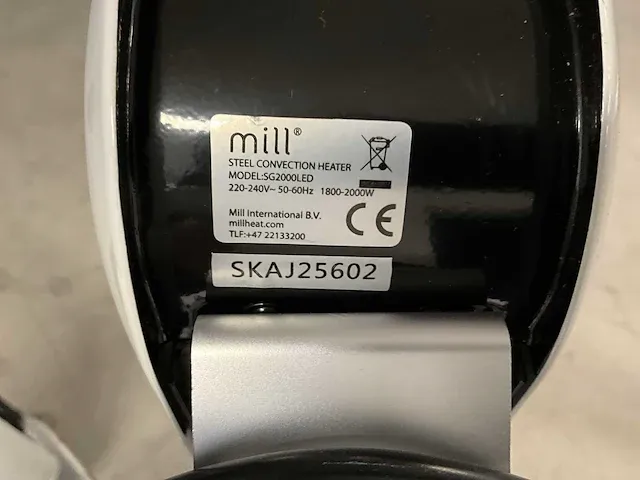 mill®
STEEL CONVECTION HEATER
MODEL:SG2000LED
220-240V~ 50-60Hz 1800-2000W
Mill International B.V.
millheat.com
TLF:+47 22133200
CE
SKAJ25602